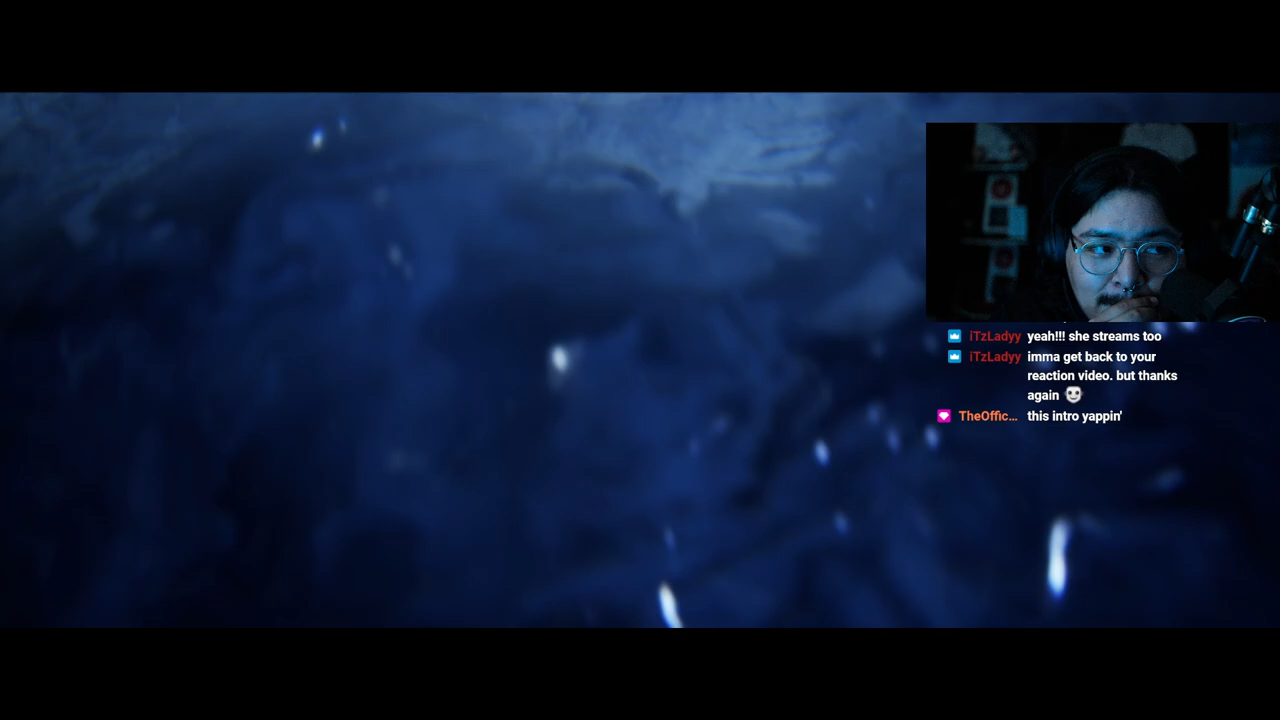 iTzLadyy yeah!!! she streams too
iTzLadyy imma get back to your
reaction video. but thanks
again
TheOffic... this intro yappin'